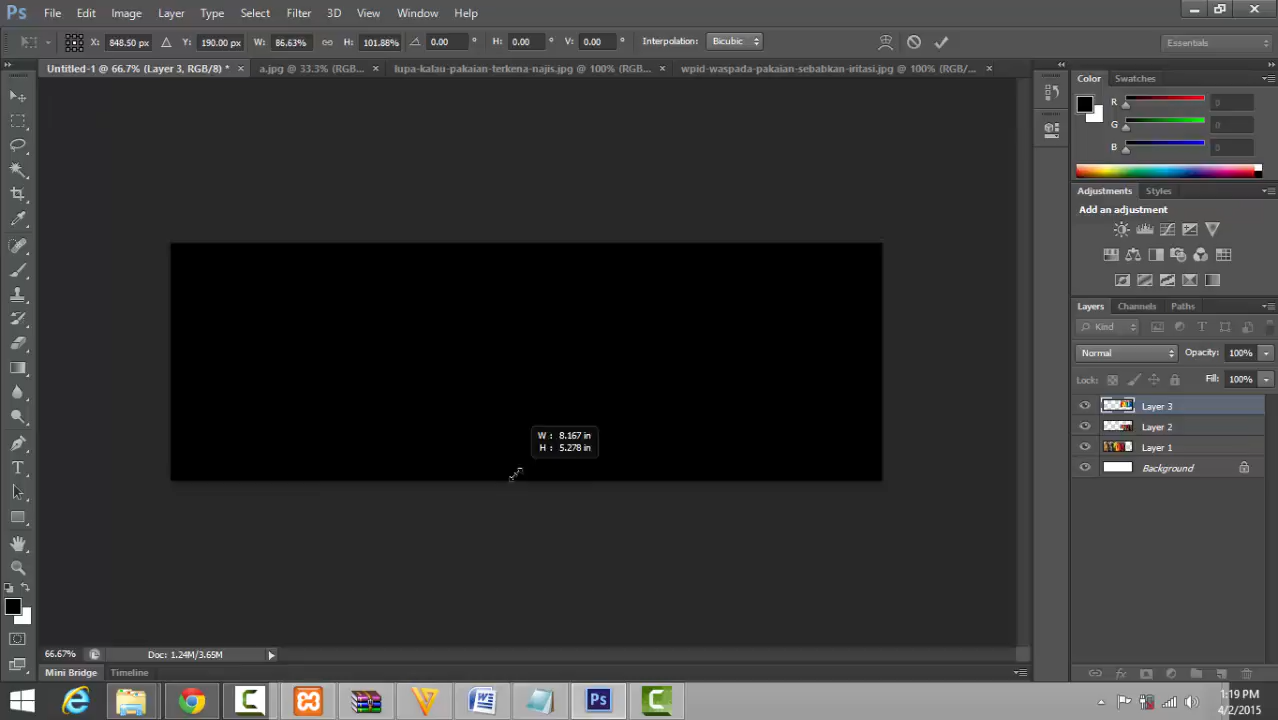 Ps File Edit Image Layer Type Select Filter 3D View Window Help
X: 848.50 px Y: 190.00 px W: 86.63% H: 101.88% 0.00 ° H: 0.00 ° V: 0.00 ° Interpolation: Bicubic Essentials
Untitled-1 @ 66.7% (Layer 3, RGB/8) * × a.jpg @ 33.3% (RGB... × lupa-kalau-pakaian-terkena-najis.jpg @ 100% (RGB... × wpid-waspada-pakaian-sebabkan-iritasi.jpg @ 100% (RGB/... ×
Color Swatches
R 0
G 0
B 0
Adjustments Styles
Add an adjustment
Layers Channels Paths
Kind
Normal Opacity: 100%
Lock: Fill: 100%
Layer 3
Layer 2
Layer 1
Background
W : 8.167 in
H : 5.278 in
66.67% Doc: 1.24M/3.65M
Mini Bridge Timeline
1:19 PM
4/2/2015